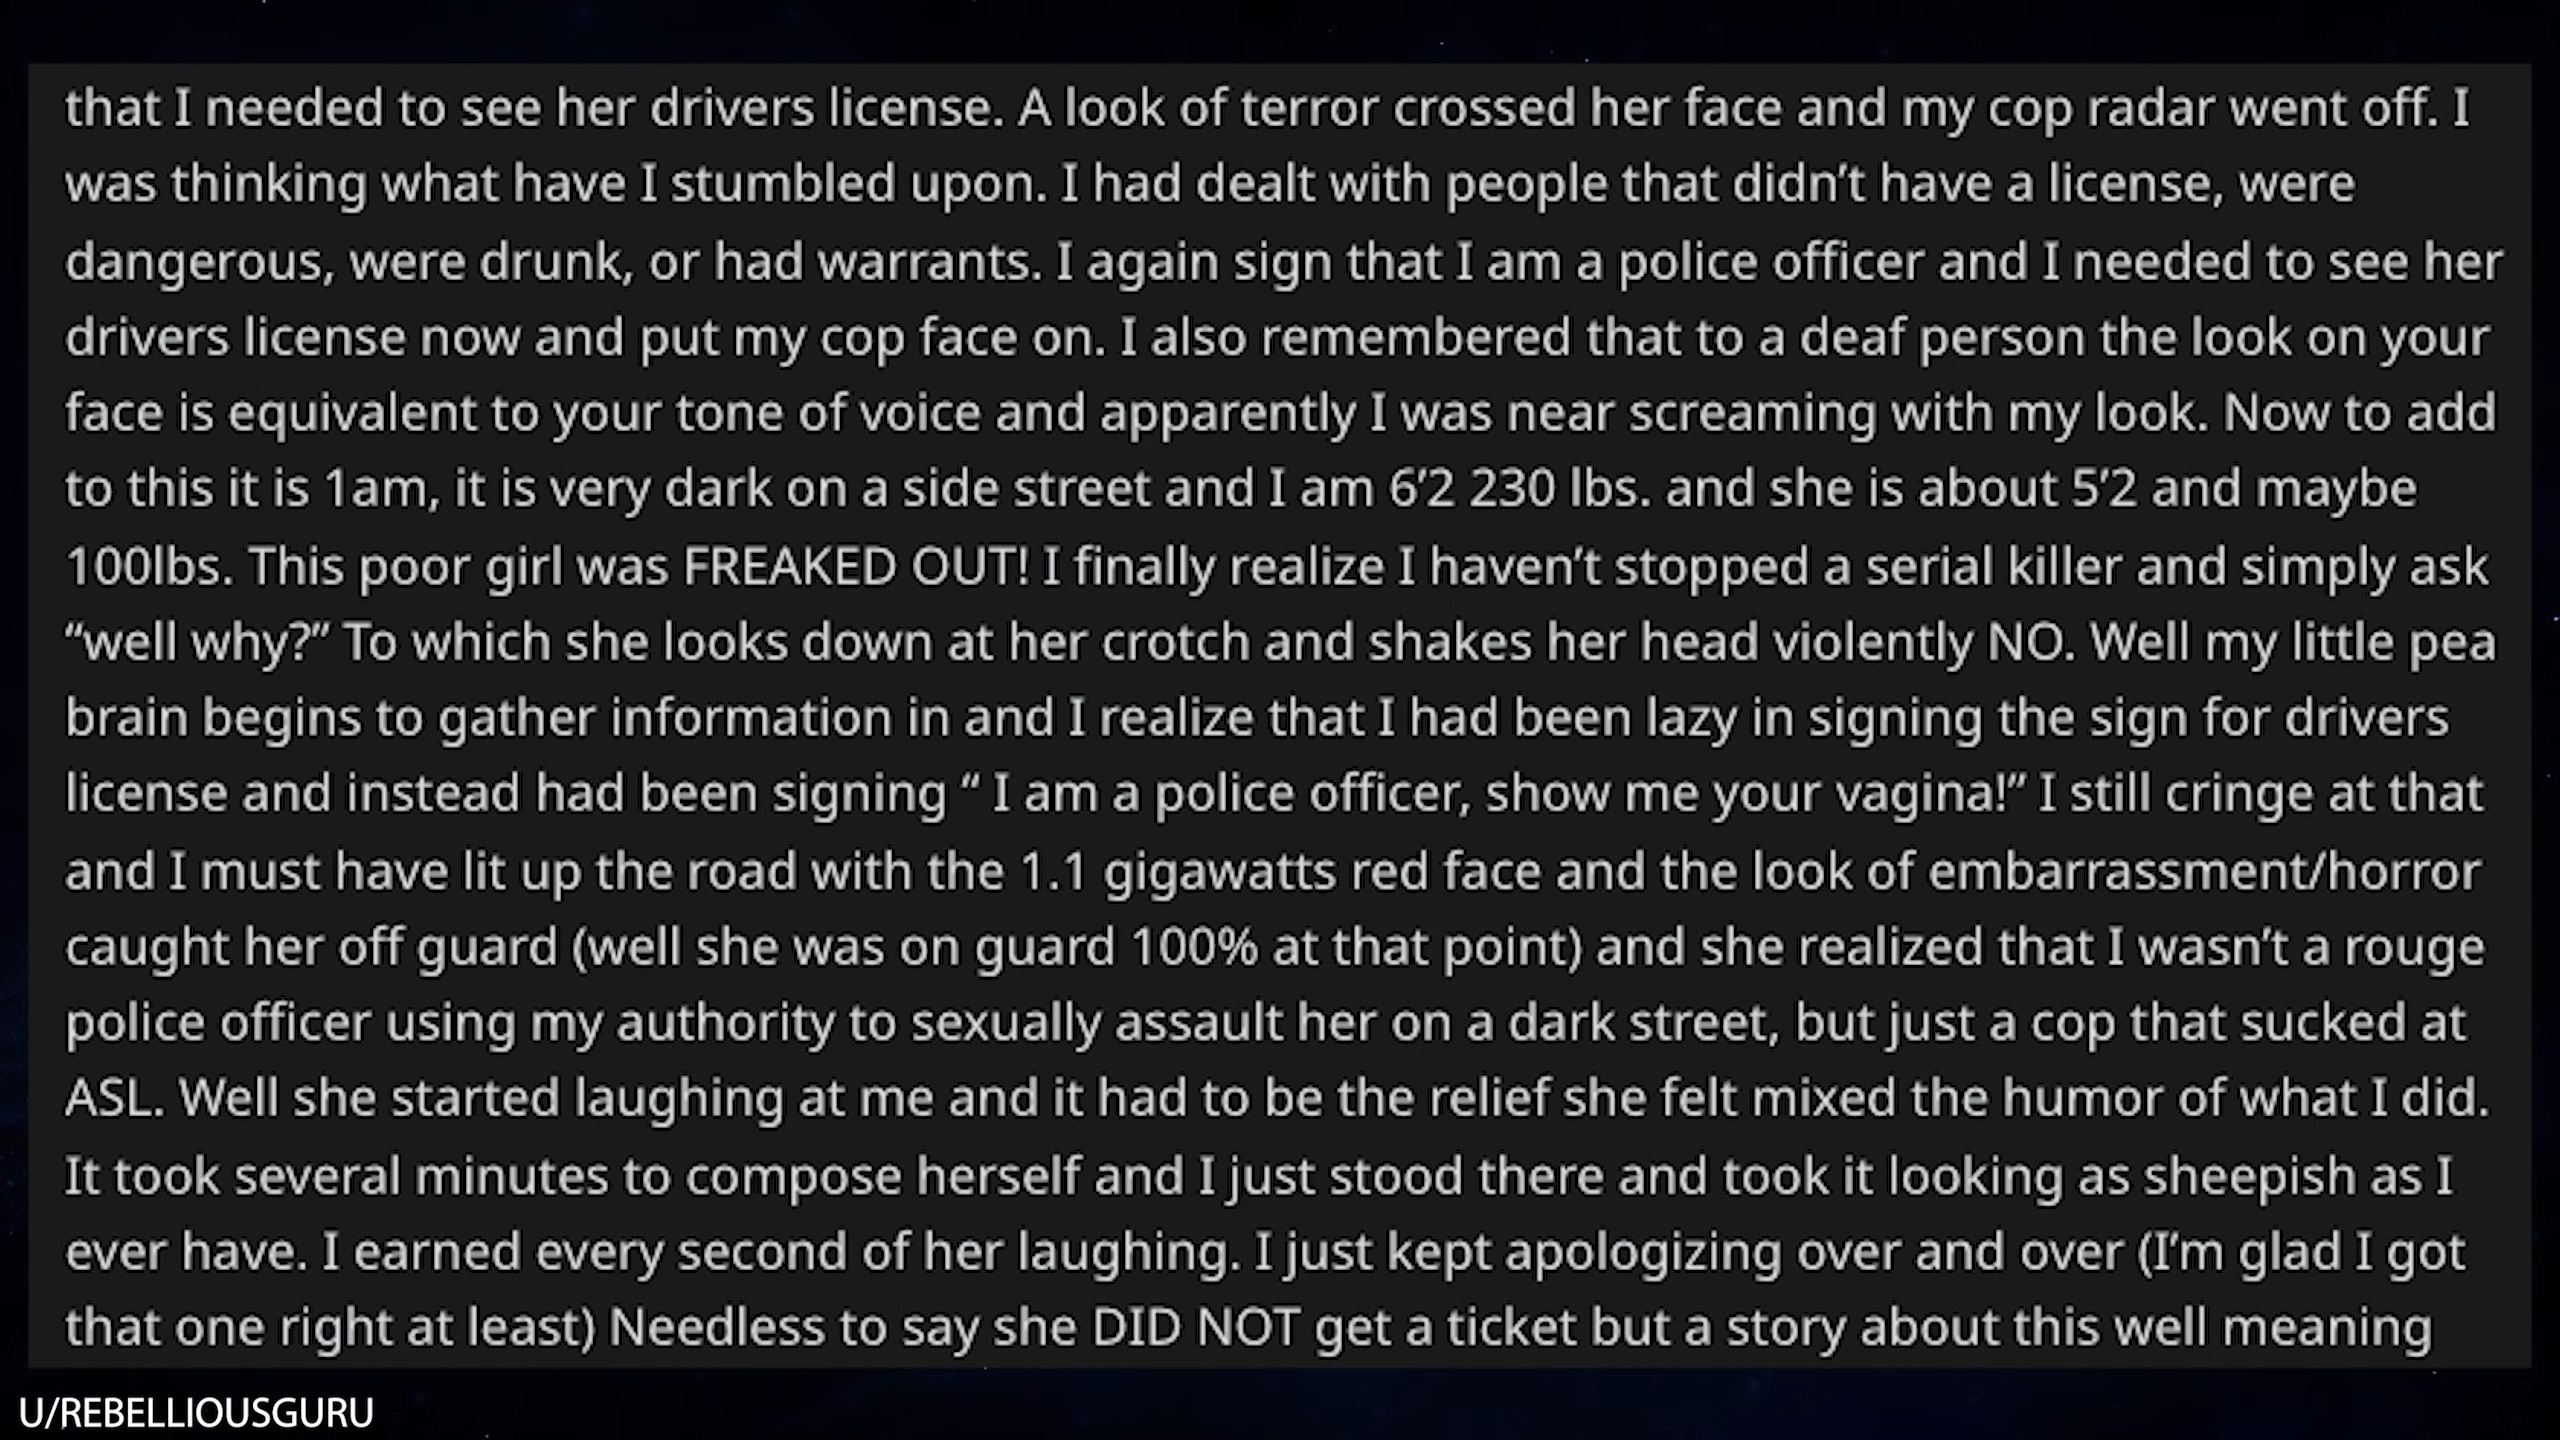 that I needed to see her drivers license. A look of terror crossed her face and my cop radar went off. I
was thinking what have I stumbled upon. I had dealt with people that didn’t have a license, were
dangerous, were drunk, or had warrants. I again sign that I am a police officer and I needed to see her
drivers license now and put my cop face on. I also remembered that to a deaf person the look on your
face is equivalent to your tone of voice and apparently I was near screaming with my look. Now to add
to this it is 1am, it is very dark on a side street and I am 6’2 230 lbs. and she is about 5’2 and maybe
100lbs. This poor girl was FREAKED OUT! I finally realize I haven’t stopped a serial killer and simply ask
“well why?” To which she looks down at her crotch and shakes her head violently NO. Well my little pea
brain begins to gather information in and I realize that I had been lazy in signing the sign for drivers
license and instead had been signing “ I am a police officer, show me your vagina!” I still cringe at that
and I must have lit up the road with the 1.1 gigawatts red face and the look of embarrassment/horror
caught her off guard (well she was on guard 100% at that point) and she realized that I wasn’t a rouge
police officer using my authority to sexually assault her on a dark street, but just a cop that sucked at
ASL. Well she started laughing at me and it had to be the relief she felt mixed the humor of what I did.
It took several minutes to compose herself and I just stood there and took it looking as sheepish as I
ever have. I earned every second of her laughing. I just kept apologizing over and over (I’m glad I got
that one right at least) Needless to say she DID NOT get a ticket but a story about this well meaning
U/REBELLIOUSGURU